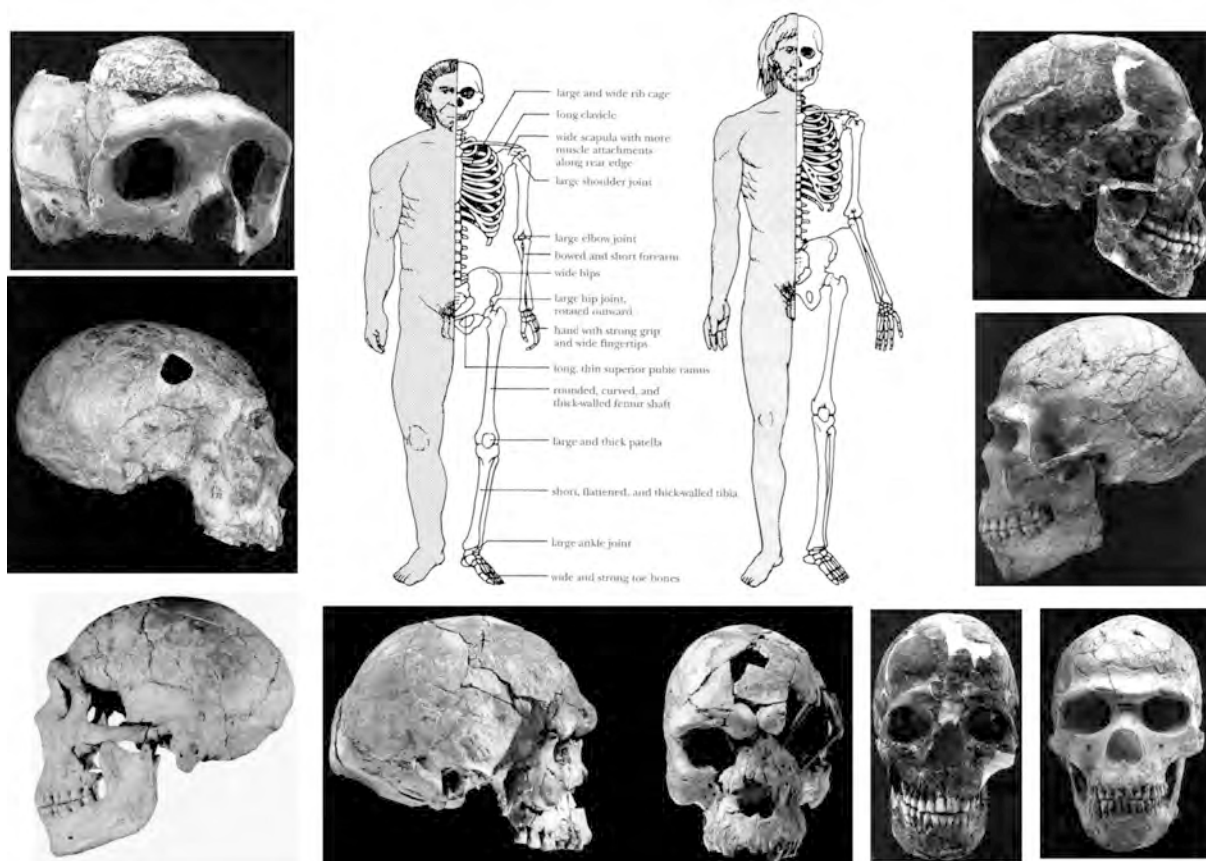 large and wide rib cage
long clavicle
wide scapula with more
muscle attachments
along rear edge
large shoulder joint
large elbow joint
bowed and short forearm
wide hips
large hip joint,
rotated outward
hand with strong grip
and wide fingertips
long, thin superior pubic ramus
rounded, curved, and
thick-walled femur shaft
large and thick patella
short, flattened, and thick-walled tibia
large ankle joint
wide and strong toe bones